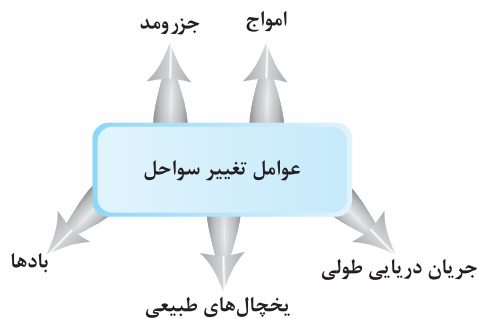 امواج
جزرومد
عوامل تغییر سواحل
جریان دریایی طولی
یخچال‌های طبیعی
بادها